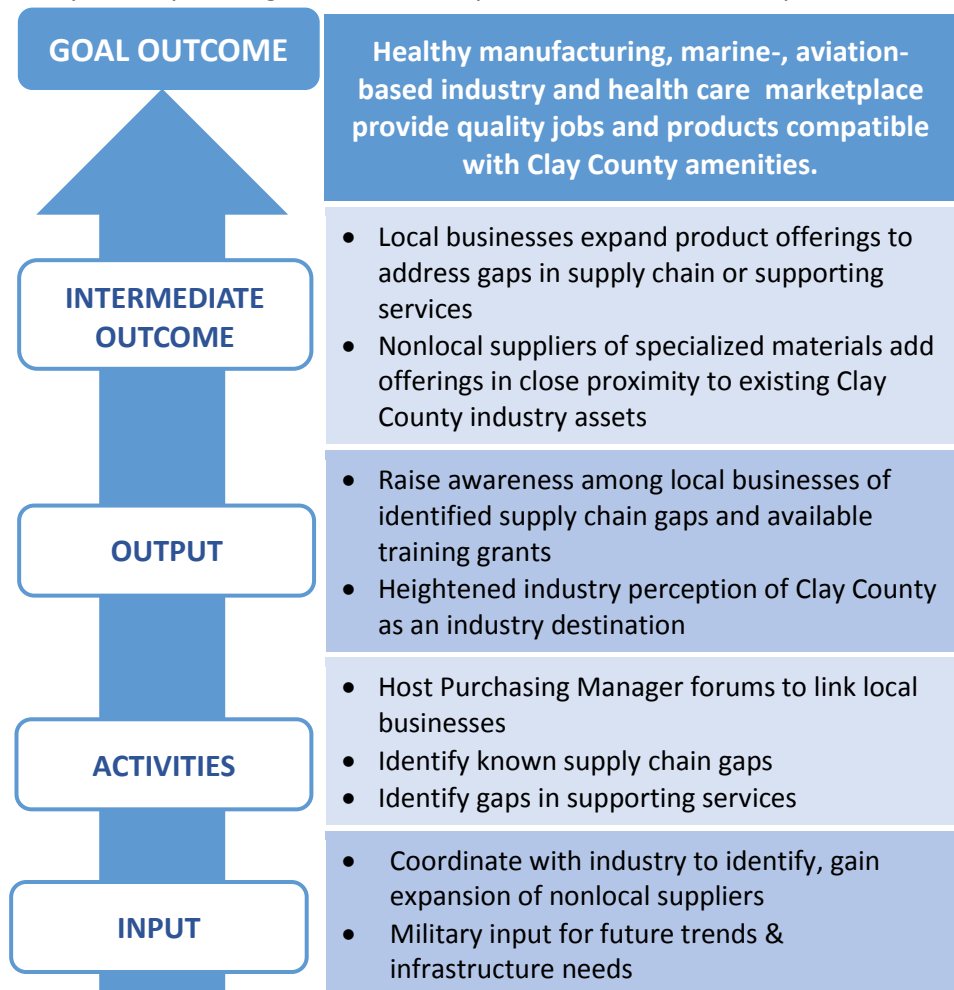 GOAL OUTCOME
Healthy manufacturing, marine-, aviation-
based industry and health care marketplace
provide quality jobs and products compatible
with Clay County amenities.
INTERMEDIATE
OUTCOME
• Local businesses expand product offerings to
address gaps in supply chain or supporting
services
• Nonlocal suppliers of specialized materials add
offerings in close proximity to existing Clay
County industry assets
OUTPUT
• Raise awareness among local businesses of
identified supply chain gaps and available
training grants
• Heightened industry perception of Clay County
as an industry destination
ACTIVITIES
• Host Purchasing Manager forums to link local
businesses
• Identify known supply chain gaps
• Identify gaps in supporting services
INPUT
• Coordinate with industry to identify, gain
expansion of nonlocal suppliers
• Military input for future trends &
infrastructure needs